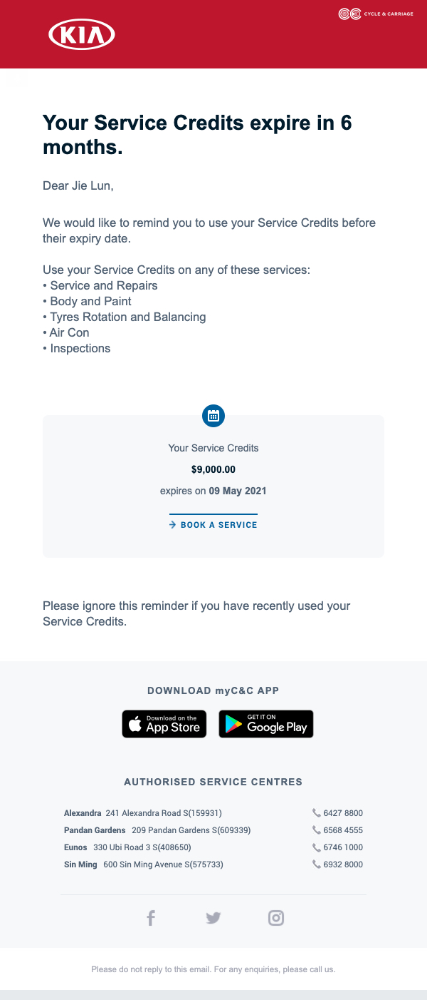 CYCLE & CARRIAGE
KIA
Your Service Credits expire in 6
months.
Dear Jie Lun,
We would like to remind you to use your Service Credits before
their expiry date.
Use your Service Credits on any of these services:
• Service and Repairs
• Body and Paint
• Tyres Rotation and Balancing
• Air Con
• Inspections
Your Service Credits
$9,000.00
expires on 09 May 2021
BOOK A SERVICE
Please ignore this reminder if you have recently used your
Service Credits.
DOWNLOAD myC&C APP
Download on the
App Store
GET IT ON
Google Play
AUTHORISED SERVICE CENTRES
Alexandra 241 Alexandra Road S(159931) 6427 8800
Pandan Gardens 209 Pandan Gardens S(609339) 6568 4555
Eunos 330 Ubi Road 3 S(408650) 6746 1000
Sin Ming 600 Sin Ming Avenue S(575733) 6932 8000
Please do not reply to this email. For any enquiries, please call us.